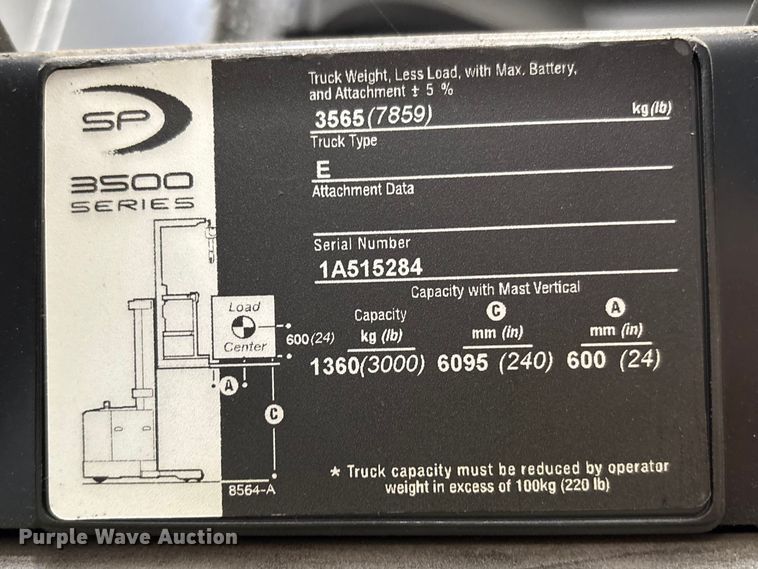 SP
3500
SERIES
Truck Weight, Less Load, with Max. Battery,
and Attachment ± 5 %
3565(7859) kg(lb)
Truck Type
E
Attachment Data
Serial Number
1A515284
Capacity with Mast Vertical
Capacity C A
kg (lb) mm (in) mm (in)
1360(3000) 6095 (240) 600 (24)
Load
Center
600(24)
A
C
8564-A
* Truck capacity must be reduced by operator
weight in excess of 100kg (220 lb)
Purple Wave Auction